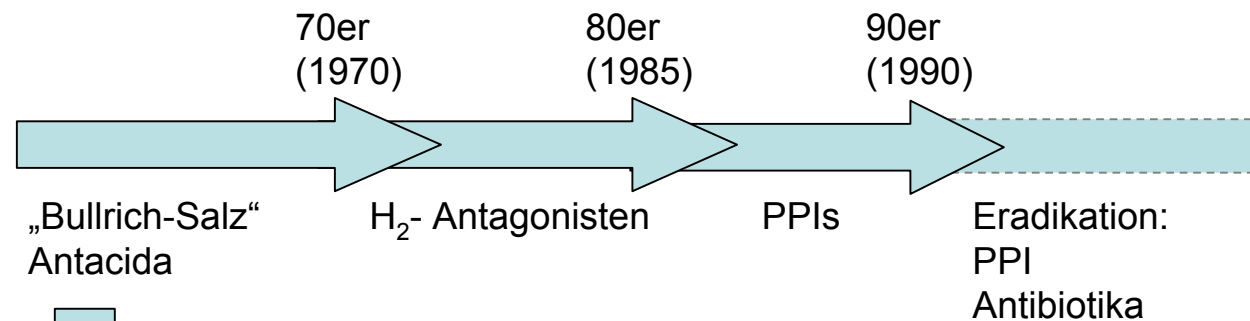 70er
(1970)
80er
(1985)
90er
(1990)
„Bullrich-Salz“
Antacida
H₂- Antagonisten
PPIs
Eradikation:
PPI
Antibiotika